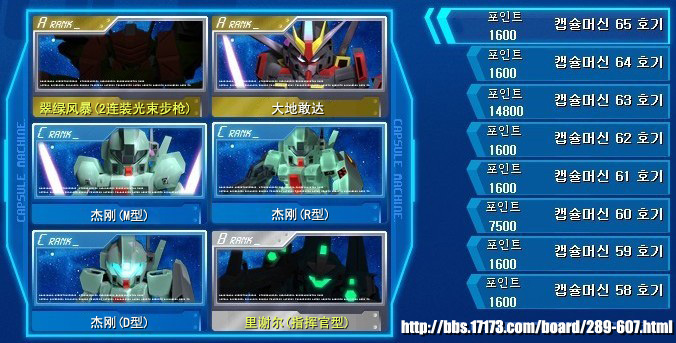 A RANK_
A RANK_
翠绿风暴(2连装光束步枪)
大地敢达
C RANK_
C RANK_
杰刚(M型)
杰刚(R型)
C RANK_
B RANK_
杰刚(D型)
里谢尔(指挥官型)
CAPSULE MACHINE
CAPSULE MACHINE
포인트
1600
캡슐머신 65 호기
포인트
1600
캡슐머신 64 호기
포인트
14800
캡슐머신 63 호기
포인트
1600
캡슐머신 62 호기
포인트
1600
캡슐머신 61 호기
포인트
7500
캡슐머신 60 호기
포인트
1600
캡슐머신 59 호기
포인트
1600
캡슐머신 58 호기
http://bbs.17173.com/board/289-607.html